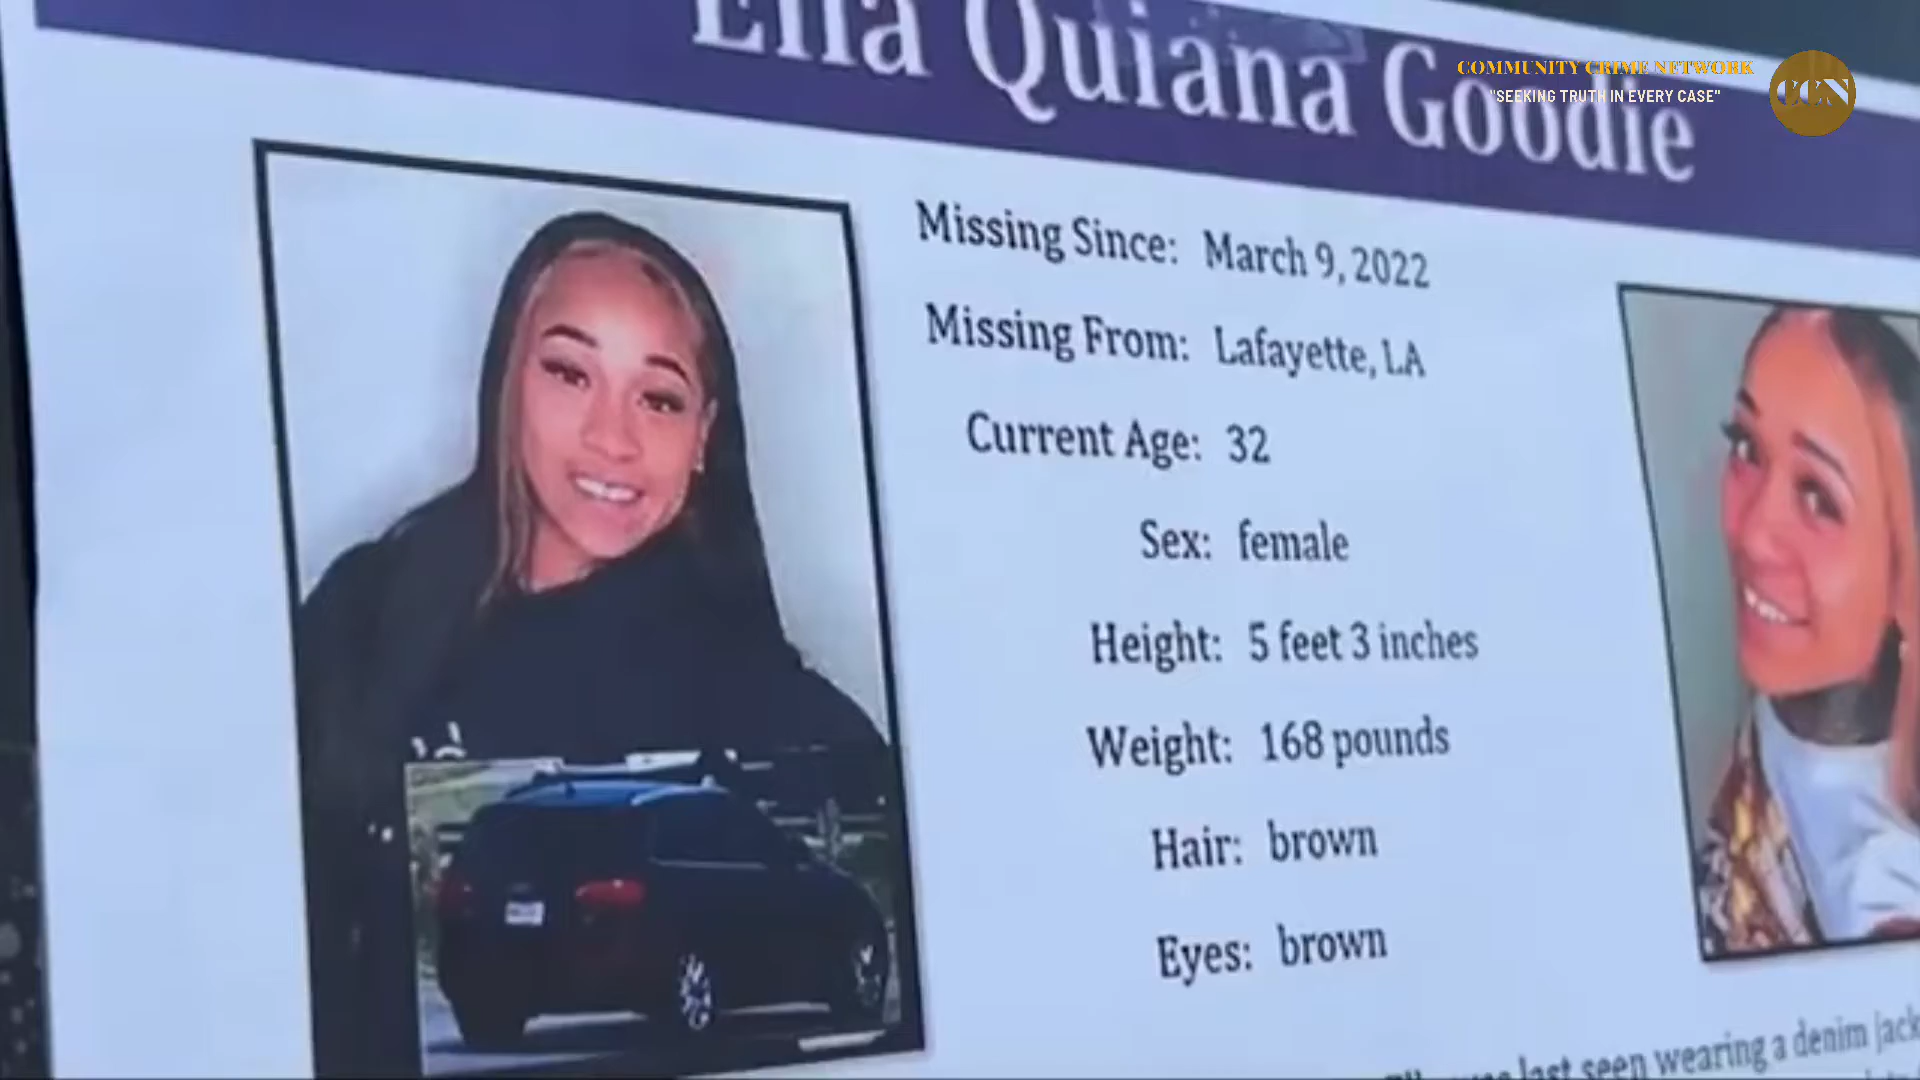 Ella Quiana Goodie
COMMUNITY CRIME NETWORK
"SEEKING TRUTH IN EVERY CASE"
CCN
Missing Since: March 9, 2022
Missing From: Lafayette, LA
Current Age: 32
Sex: female
Height: 5 feet 3 inches
Weight: 168 pounds
Hair: brown
Eyes: brown
last seen wearing a denim jack